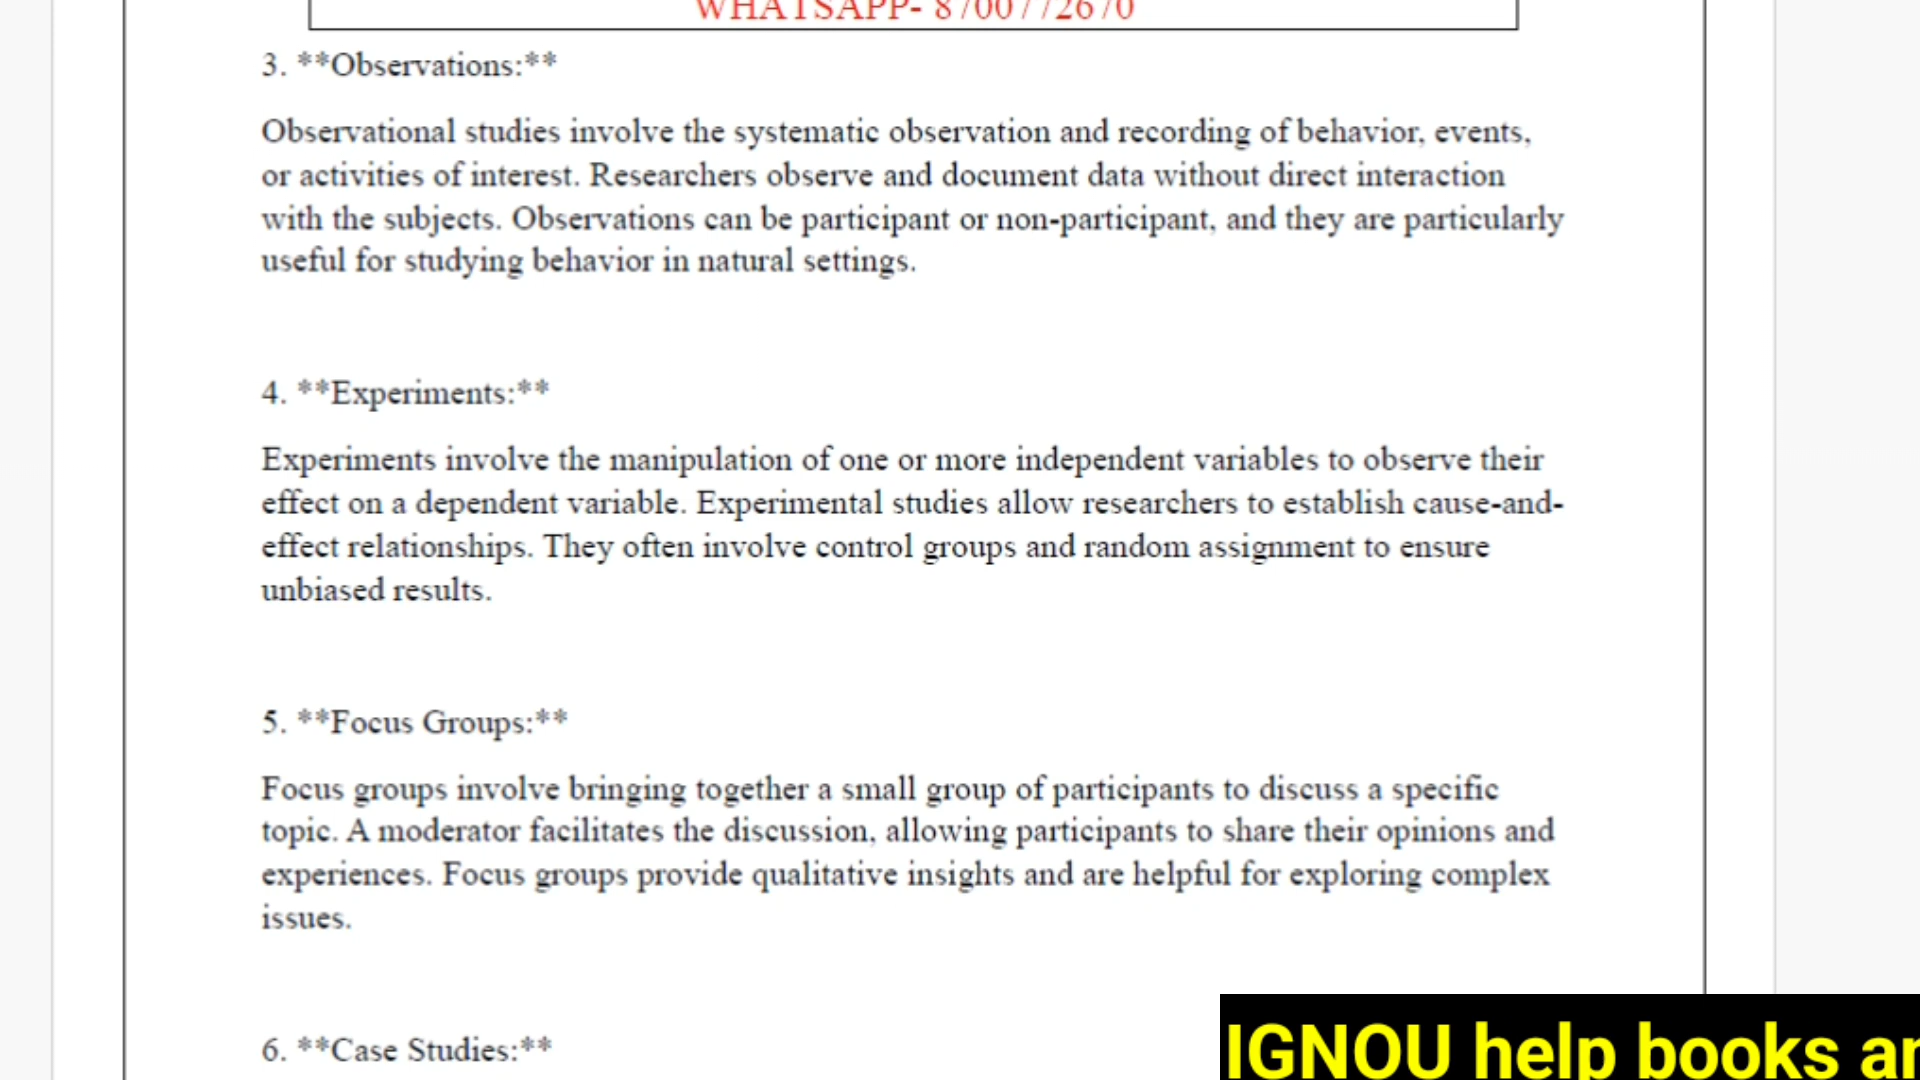 WHATSAPP- 8700772670
3. **Observations:**
Observational studies involve the systematic observation and recording of behavior, events,
or activities of interest. Researchers observe and document data without direct interaction
with the subjects. Observations can be participant or non-participant, and they are particularly
useful for studying behavior in natural settings.
4. **Experiments:**
Experiments involve the manipulation of one or more independent variables to observe their
effect on a dependent variable. Experimental studies allow researchers to establish cause-and-
effect relationships. They often involve control groups and random assignment to ensure
unbiased results.
5. **Focus Groups:**
Focus groups involve bringing together a small group of participants to discuss a specific
topic. A moderator facilitates the discussion, allowing participants to share their opinions and
experiences. Focus groups provide qualitative insights and are helpful for exploring complex
issues.
6. **Case Studies:**
IGNOU help books an